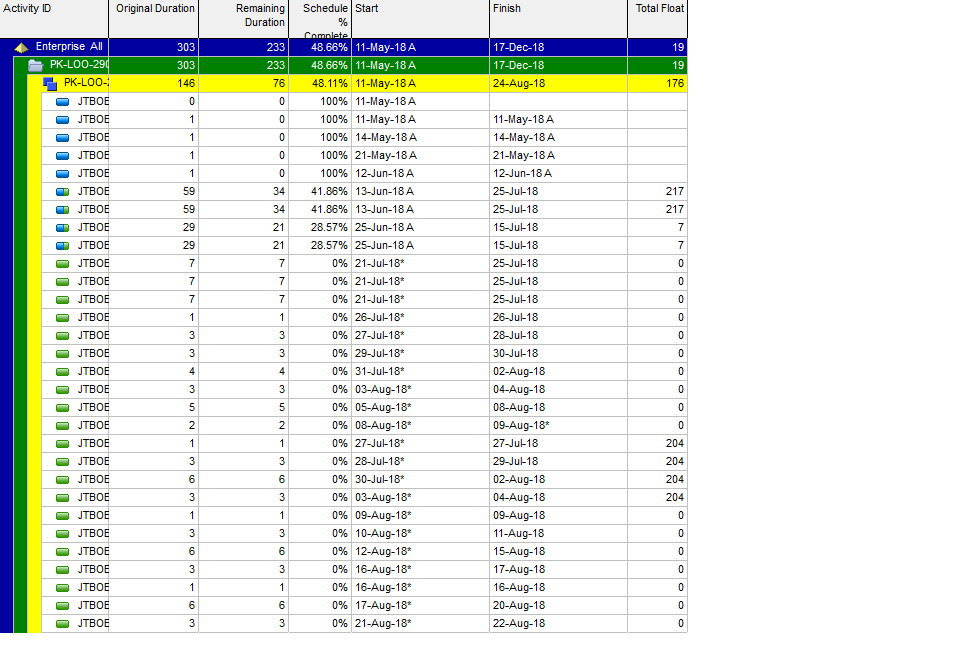 Activity ID Original Duration Remaining Duration Schedule % Complete Start Finish Total Float
Enterprise All 303 233 48.66% 11-May-18 A 17-Dec-18 19
PK-LOO-290 303 233 48.66% 11-May-18 A 17-Dec-18 19
PK-LOO-2 146 76 48.11% 11-May-18 A 24-Aug-18 176
JTBOE 0 0 100% 11-May-18 A
JTBOE 1 0 100% 11-May-18 A 11-May-18 A
JTBOE 1 0 100% 14-May-18 A 14-May-18 A
JTBOE 1 0 100% 21-May-18 A 21-May-18 A
JTBOE 1 0 100% 12-Jun-18 A 12-Jun-18 A
JTBOE 59 34 41.86% 13-Jun-18 A 25-Jul-18 217
JTBOE 59 34 41.86% 13-Jun-18 A 25-Jul-18 217
JTBOE 29 21 28.57% 25-Jun-18 A 15-Jul-18 7
JTBOE 29 21 28.57% 25-Jun-18 A 15-Jul-18 7
JTBOE 7 7 0% 21-Jul-18* 25-Jul-18 0
JTBOE 7 7 0% 21-Jul-18* 25-Jul-18 0
JTBOE 7 7 0% 21-Jul-18* 25-Jul-18 0
JTBOE 1 1 0% 26-Jul-18* 26-Jul-18 0
JTBOE 3 3 0% 27-Jul-18* 28-Jul-18 0
JTBOE 3 3 0% 29-Jul-18* 30-Jul-18 0
JTBOE 4 4 0% 31-Jul-18* 02-Aug-18 0
JTBOE 3 3 0% 03-Aug-18* 04-Aug-18 0
JTBOE 5 5 0% 05-Aug-18* 08-Aug-18 0
JTBOE 2 2 0% 08-Aug-18* 09-Aug-18* 0
JTBOE 1 1 0% 27-Jul-18* 27-Jul-18 204
JTBOE 3 3 0% 28-Jul-18* 29-Jul-18 204
JTBOE 6 6 0% 30-Jul-18* 02-Aug-18 204
JTBOE 3 3 0% 03-Aug-18* 04-Aug-18 204
JTBOE 1 1 0% 09-Aug-18* 09-Aug-18 0
JTBOE 3 3 0% 10-Aug-18* 11-Aug-18 0
JTBOE 6 6 0% 12-Aug-18* 15-Aug-18 0
JTBOE 3 3 0% 16-Aug-18* 17-Aug-18 0
JTBOE 1 1 0% 16-Aug-18* 16-Aug-18 0
JTBOE 6 6 0% 17-Aug-18* 20-Aug-18 0
JTBOE 3 3 0% 21-Aug-18* 22-Aug-18 0